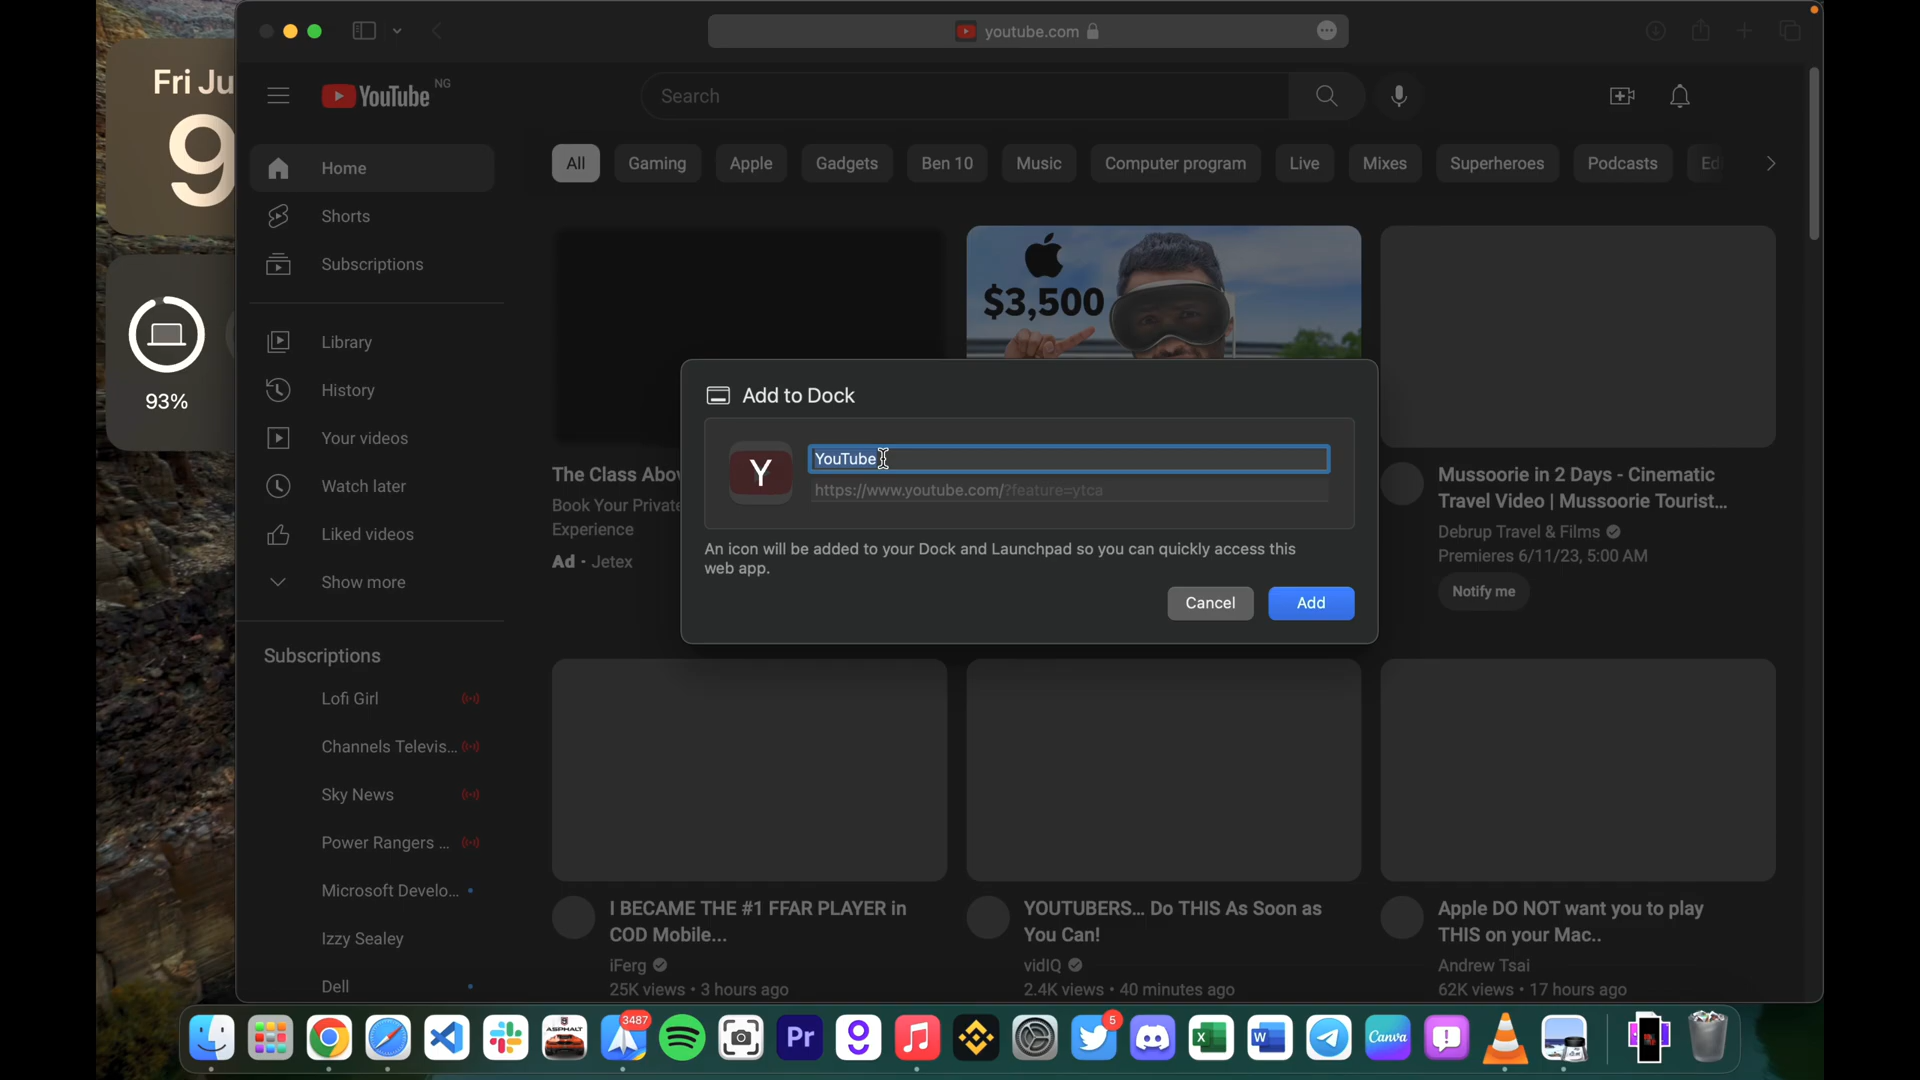 Fri Ju
9
93%
youtube.com
YouTube NG
Search
Home
Shorts
Subscriptions
Library
History
Your videos
Watch later
Liked videos
Show more
Subscriptions
Lofi Girl
Channels Televis...
Sky News
Power Rangers ...
Microsoft Develo...
Izzy Sealey
Dell
All Gaming Apple Gadgets Ben 10 Music Computer program Live Mixes Superheroes Podcasts Ed
$3,500
The Class Abo
Book Your Private
Experience
Ad · Jetex
Add to Dock
Y
YouTube
https://www.youtube.com/?feature=ytca
An icon will be added to your Dock and Launchpad so you can quickly access this
web app.
Cancel Add
Mussoorie in 2 Days - Cinematic
Travel Video | Mussoorie Tourist...
Debrup Travel & Films
Premieres 6/11/23, 5:00 AM
Notify me
I BECAME THE #1 FFAR PLAYER in
COD Mobile...
iFerg
25K views • 3 hours ago
YOUTUBERS... Do THIS As Soon as
You Can!
vidIQ
2.4K views • 40 minutes ago
Apple DO NOT want you to play
THIS on your Mac..
Andrew Tsai
62K views • 17 hours ago
ASPHALT
3487
Pr
5
X
W
Canva